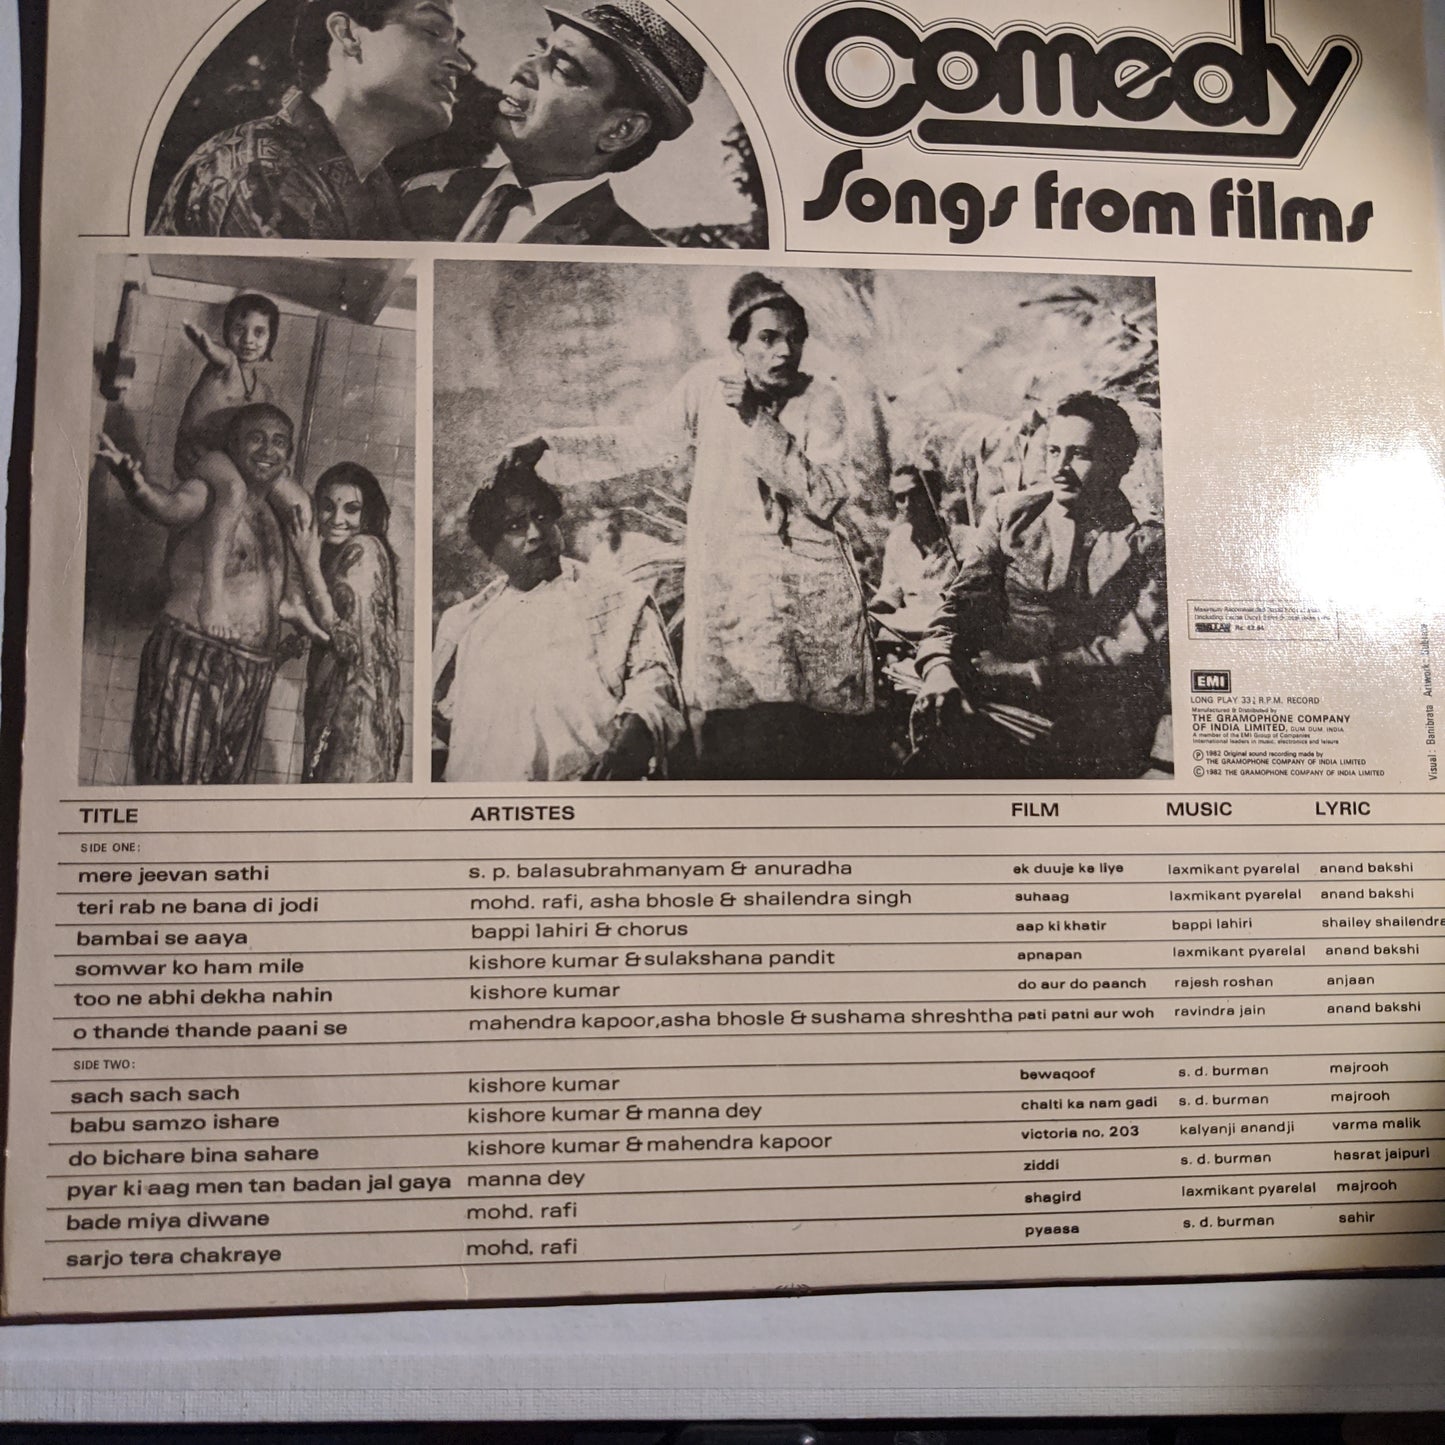 Comedy
Songs from films
Rs. 42.84
EMI
LONG PLAY 33⅓ R.P.M. RECORD
Manufactured & Distributed by
THE GRAMOPHONE COMPANY
OF INDIA LIMITED, DUM DUM, INDIA
A member of the EMI Group of Companies
International leaders in music, electronics and leisure
Ⓟ 1982 Original sound recording made by
THE GRAMOPHONE COMPANY OF INDIA LIMITED
© 1982 THE GRAMOPHONE COMPANY OF INDIA LIMITED
Visual : Banibrata Artwork
TITLE ARTISTES FILM MUSIC LYRIC
SIDE ONE:
mere jeevan sathi s. p. balasubrahmanyam & anuradha ek duuje ke liye laxmikant pyarelal anand bakshi
teri rab ne bana di jodi mohd. rafi, asha bhosle & shailendra singh suhaag laxmikant pyarelal anand bakshi
bambai se aaya bappi lahiri & chorus aap ki khatir bappi lahiri shailey shailendra
somwar ko ham mile kishore kumar & sulakshana pandit apnapan laxmikant pyarelal anand bakshi
too ne abhi dekha nahin kishore kumar do aur do paanch rajesh roshan anjaan
o thande thande paani se mahendra kapoor,asha bhosle & sushama shreshtha pati patni aur woh ravindra jain anand bakshi
SIDE TWO:
sach sach sach kishore kumar bewaqoof s. d. burman majrooh
babu samzo ishare kishore kumar & manna dey chalti ka nam gadi s. d. burman majrooh
do bichare bina sahare kishore kumar & mahendra kapoor victoria no. 203 kalyanji anandji varma malik
pyar ki aag men tan badan jal gaya manna dey ziddi s. d. burman hasrat jaipuri
bade miya diwane mohd. rafi shagird laxmikant pyarelal majrooh
sarjo tera chakraye mohd. rafi pyaasa s. d. burman sahir